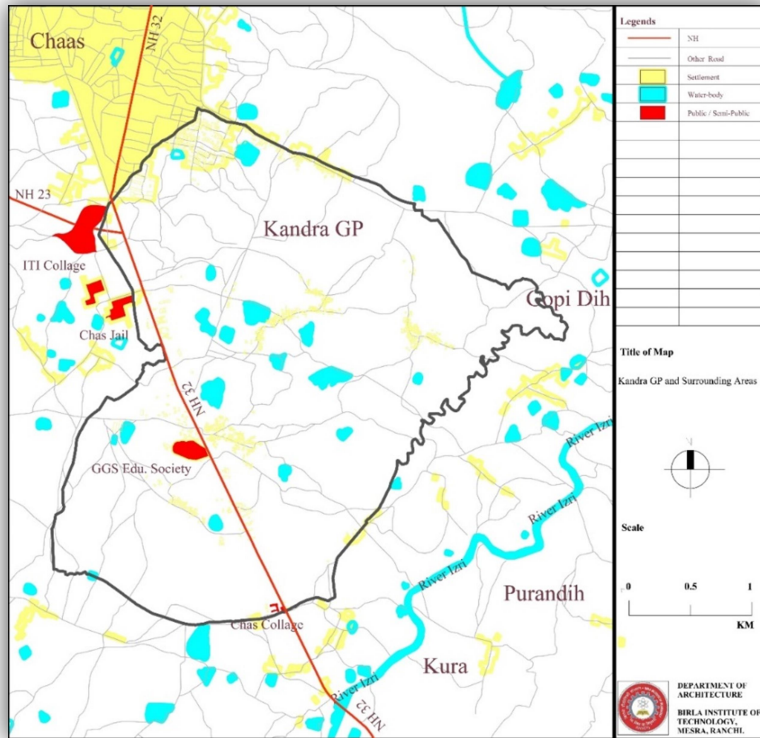 Chaas
NH 32
NH 23
Kandra GP
ITI Collage
Chas Jail
Gopi Dih
NH 32
GGS Edu. Society
River Izri
River Izri
River Izri
Purandih
Chas Collage
Kura
River Izri
NH 32
Legends
NH
Other Road
Settlement
Water-body
Public / Semi-Public
Title of Map
Kandra GP and Surrounding Areas
N
Scale
0 0.5 1
KM
DEPARTMENT OF
ARCHITECTURE
BIRLA INSTITUTE OF
TECHNOLOGY,
MESRA, RANCHI.